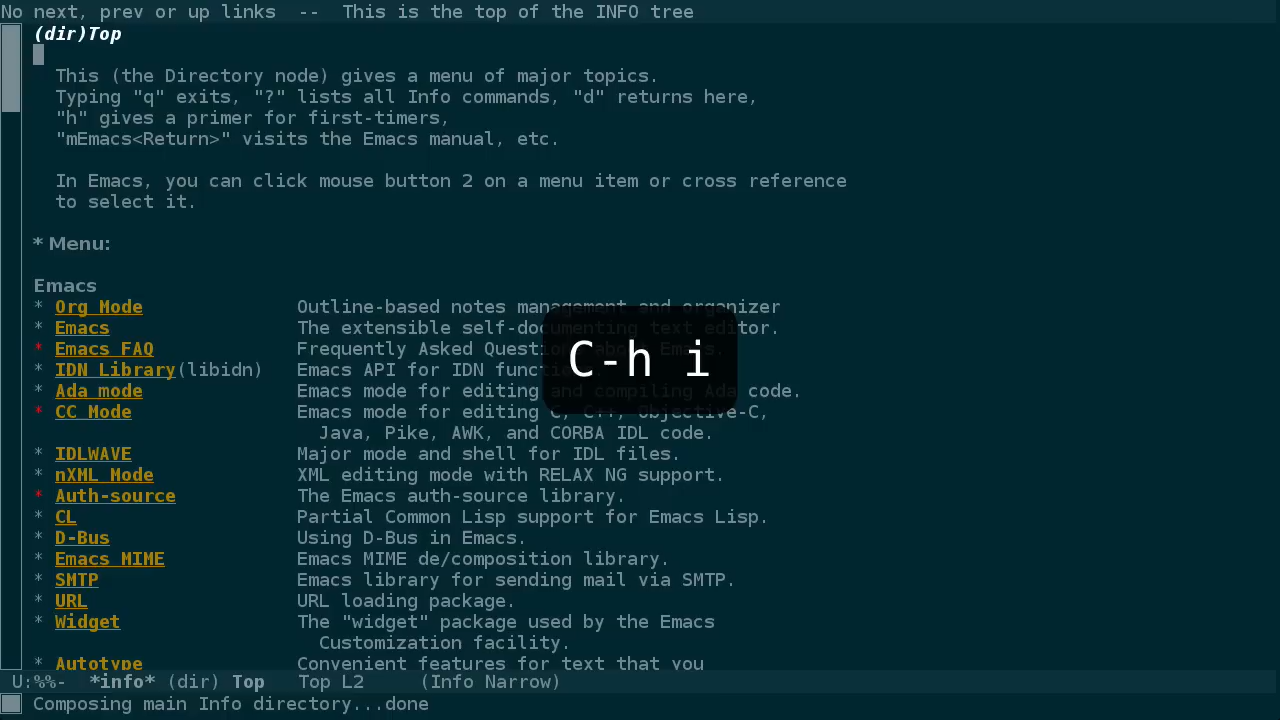 No next, prev or up links  --  This is the top of the INFO tree
(dir)Top
This (the Directory node) gives a menu of major topics.
Typing "q" exits, "?" lists all Info commands, "d" returns here,
"h" gives a primer for first-timers,
"mEmacs<Return>" visits the Emacs manual, etc.
In Emacs, you can click mouse button 2 on a menu item or cross reference
to select it.
* Menu:
Emacs
* Org Mode Outline-based notes management and organizer
* Emacs The extensible self-documenting text editor.
* Emacs FAQ Frequently Asked Questions about Emacs.
* IDN Library(libidn) Emacs API for IDN
* Ada mode Emacs mode for editing and compiling Ada code.
* CC Mode Emacs mode for editing C, C++, Objective-C,
Java, Pike, AWK, and CORBA IDL code.
* IDLWAVE Major mode and shell for IDL files.
* nXML Mode XML editing mode with RELAX NG support.
* Auth-source The Emacs auth-source library.
* CL Partial Common Lisp support for Emacs Lisp.
* D-Bus Using D-Bus in Emacs.
* Emacs MIME Emacs MIME de/composition library.
* SMTP Emacs library for sending mail via SMTP.
* URL URL loading package.
* Widget The "widget" package used by the Emacs
Customization facility.
* Autotype Convenient features for text that you
U:%%-  *info* (dir) Top   Top L2     (Info Narrow)
Composing main Info directory...done
C-h i